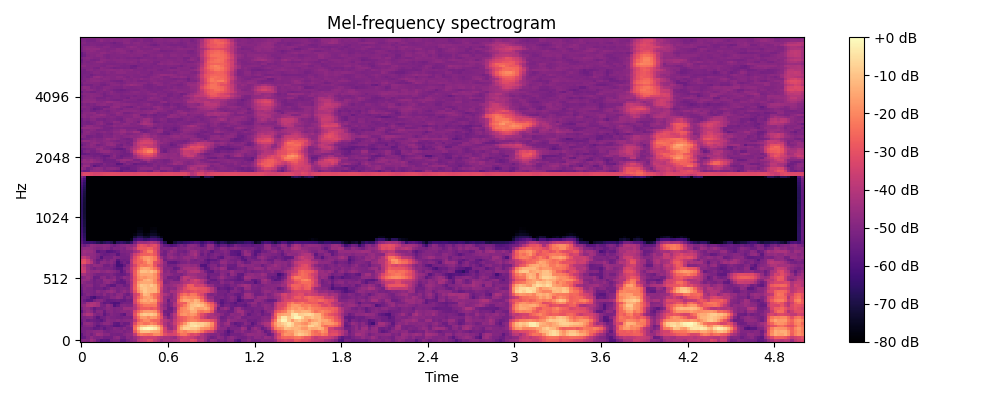 Mel-frequency spectrogram
Hz
4096
2048
1024
512
0
0 0.6 1.2 1.8 2.4 3 3.6 4.2 4.8
Time
+0 dB
-10 dB
-20 dB
-30 dB
-40 dB
-50 dB
-60 dB
-70 dB
-80 dB